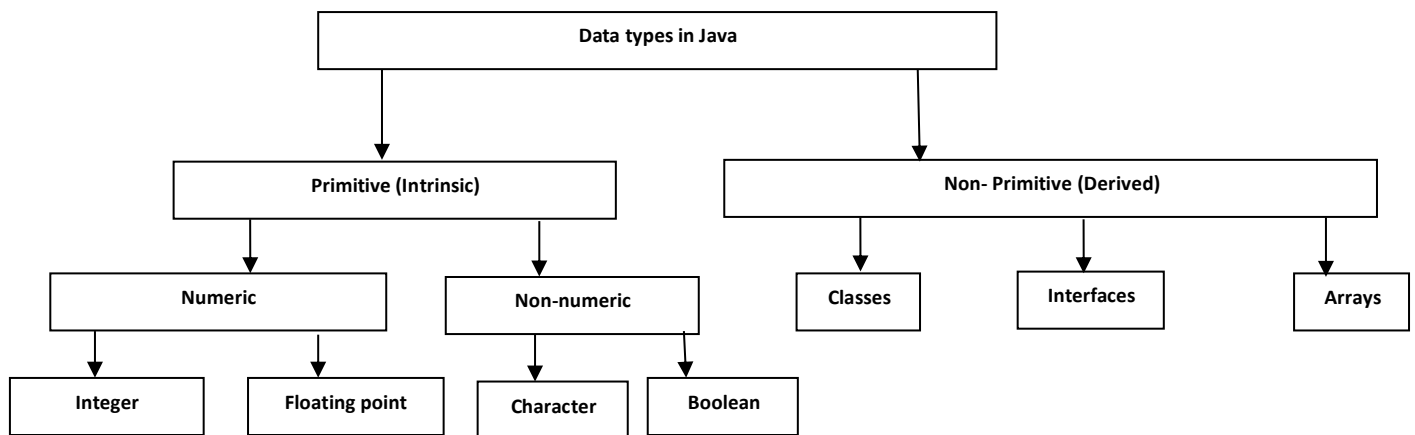 Data types in Java
Primitive (Intrinsic)
Non- Primitive (Derived)
Numeric
Non-numeric
Classes
Interfaces
Arrays
Integer
Floating point
Character
Boolean